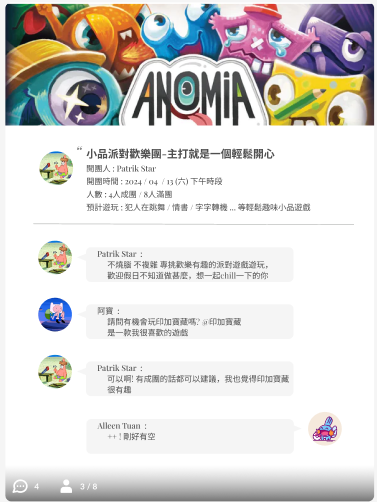 ANOMIA
“ 小品派對歡樂團-主打就是一個輕鬆開心
開團人 : Patrik Star
開團時間 : 2024 / 04 / 13 (六) 下午時段
人數 : 4人成團 / 8人滿團
預計遊玩 : 犯人在跳舞 / 情書 / 字字轉機 ... 等輕鬆趣味小品遊戲
Patrik Star :
不燒腦 不複雜 專挑歡樂有趣的派對遊戲遊玩,
歡迎假日不知道做甚麼, 想一起chill一下的你
阿寶 :
請問有機會玩印加寶藏嗎? @印加寶藏
是一款我很喜歡的遊戲
Patrik Star :
可以啊! 有成團的話都可以建議, 我也覺得印加寶藏
很有趣
Alleen Tuan :
++ ! 剛好有空
4
3 / 8